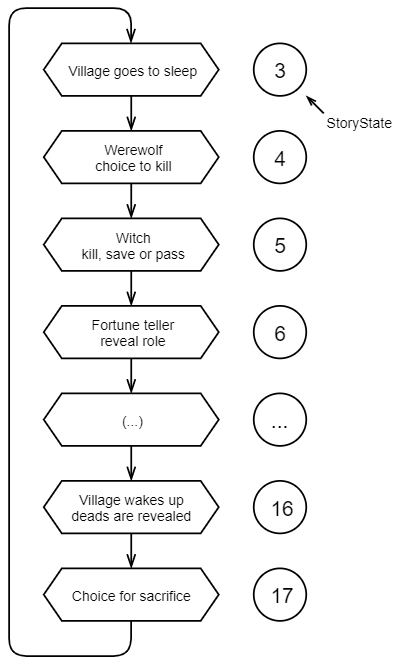 Village goes to sleep
3
StoryState
Werewolf
choice to kill
4
Witch
kill, save or pass
5
Fortune teller
reveal role
6
(...)
...
Village wakes up
deads are revealed
16
Choice for sacrifice
17